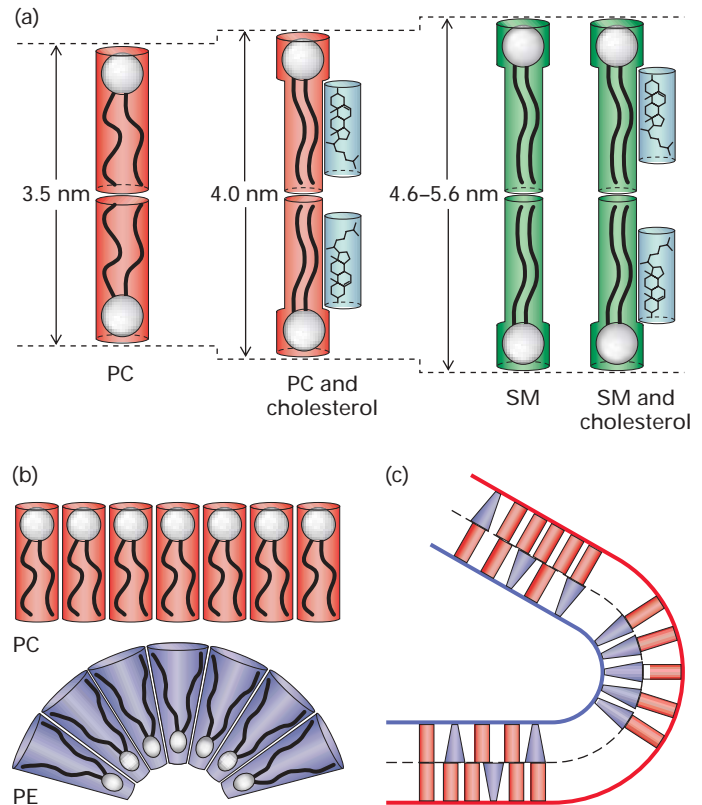 (a)
3.5 nm
4.0 nm
4.6–5.6 nm
PC
PC and
cholesterol
SM
SM and
cholesterol
(b)
PC
PE
(c)